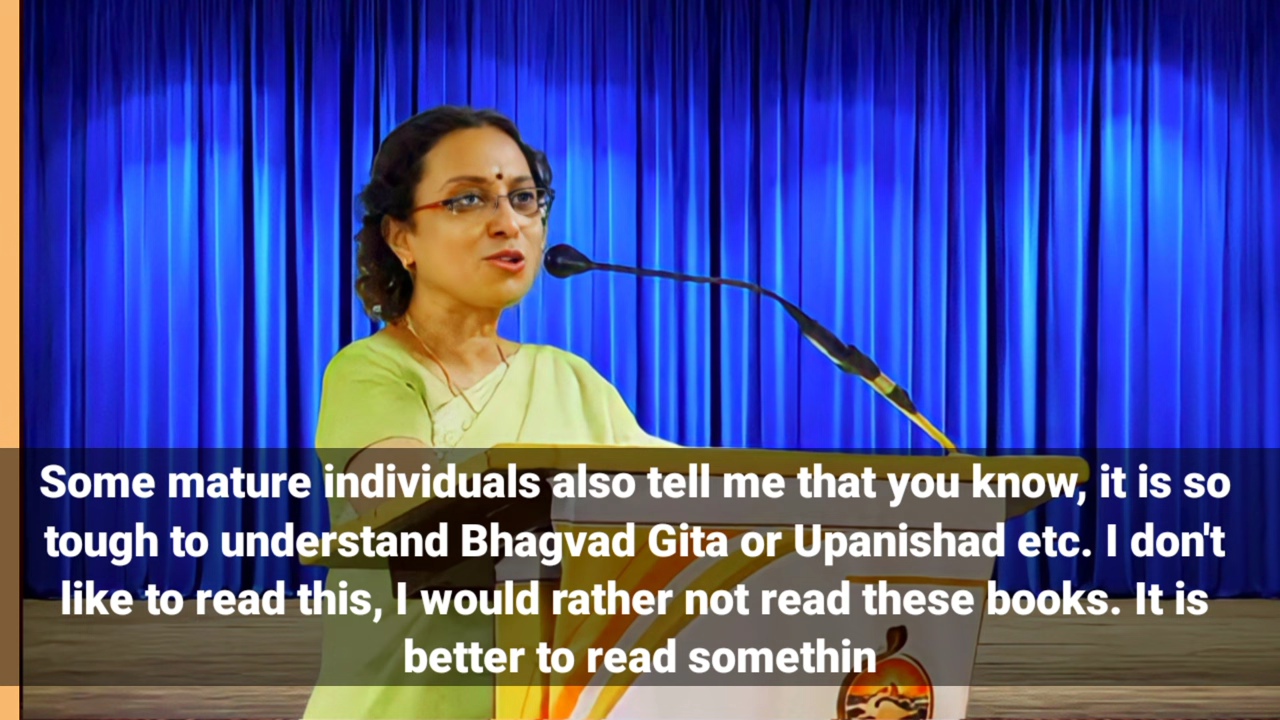 Some mature individuals also tell me that you know, it is so
tough to understand Bhagvad Gita or Upanishad etc. I don't
like to read this, I would rather not read these books. It is
better to read somethin